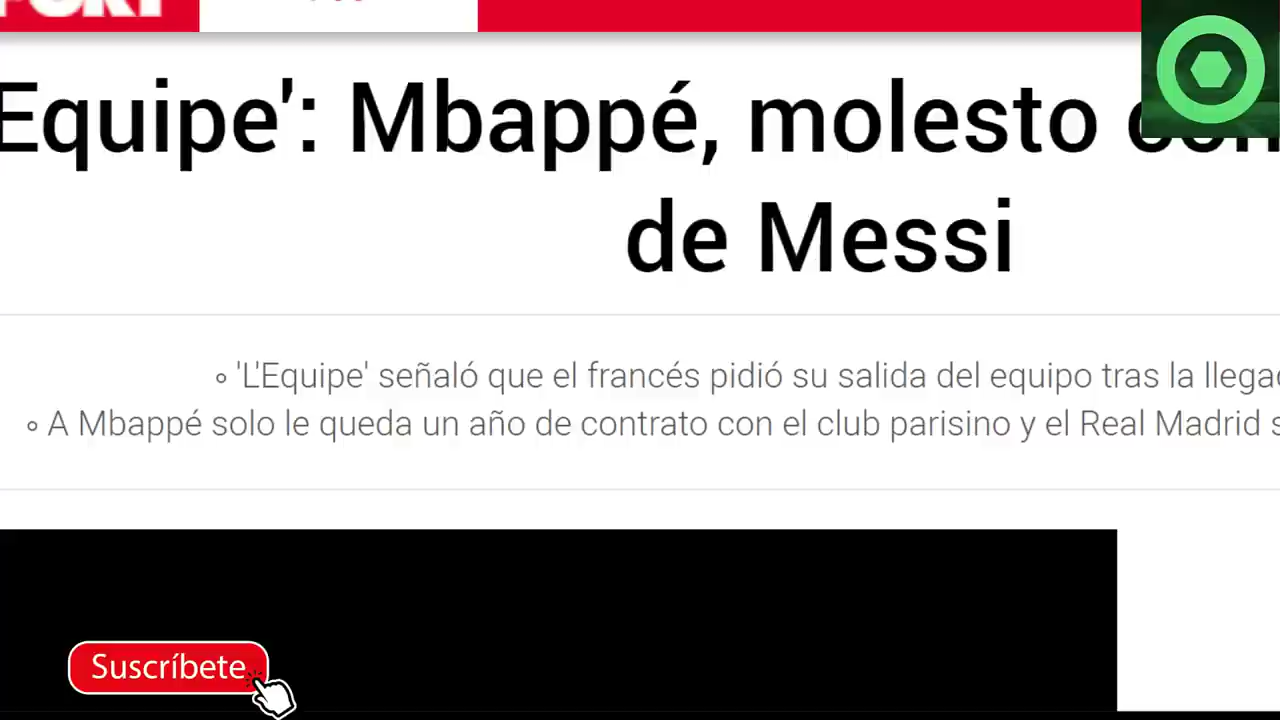 Equipe': Mbappé, molesto
de Messi
◦ 'L'Equipe' señaló que el francés pidió su salida del equipo tras la
◦ A Mbappé solo le queda un año de contrato con el club parisino y el Real Madrid
Suscríbete